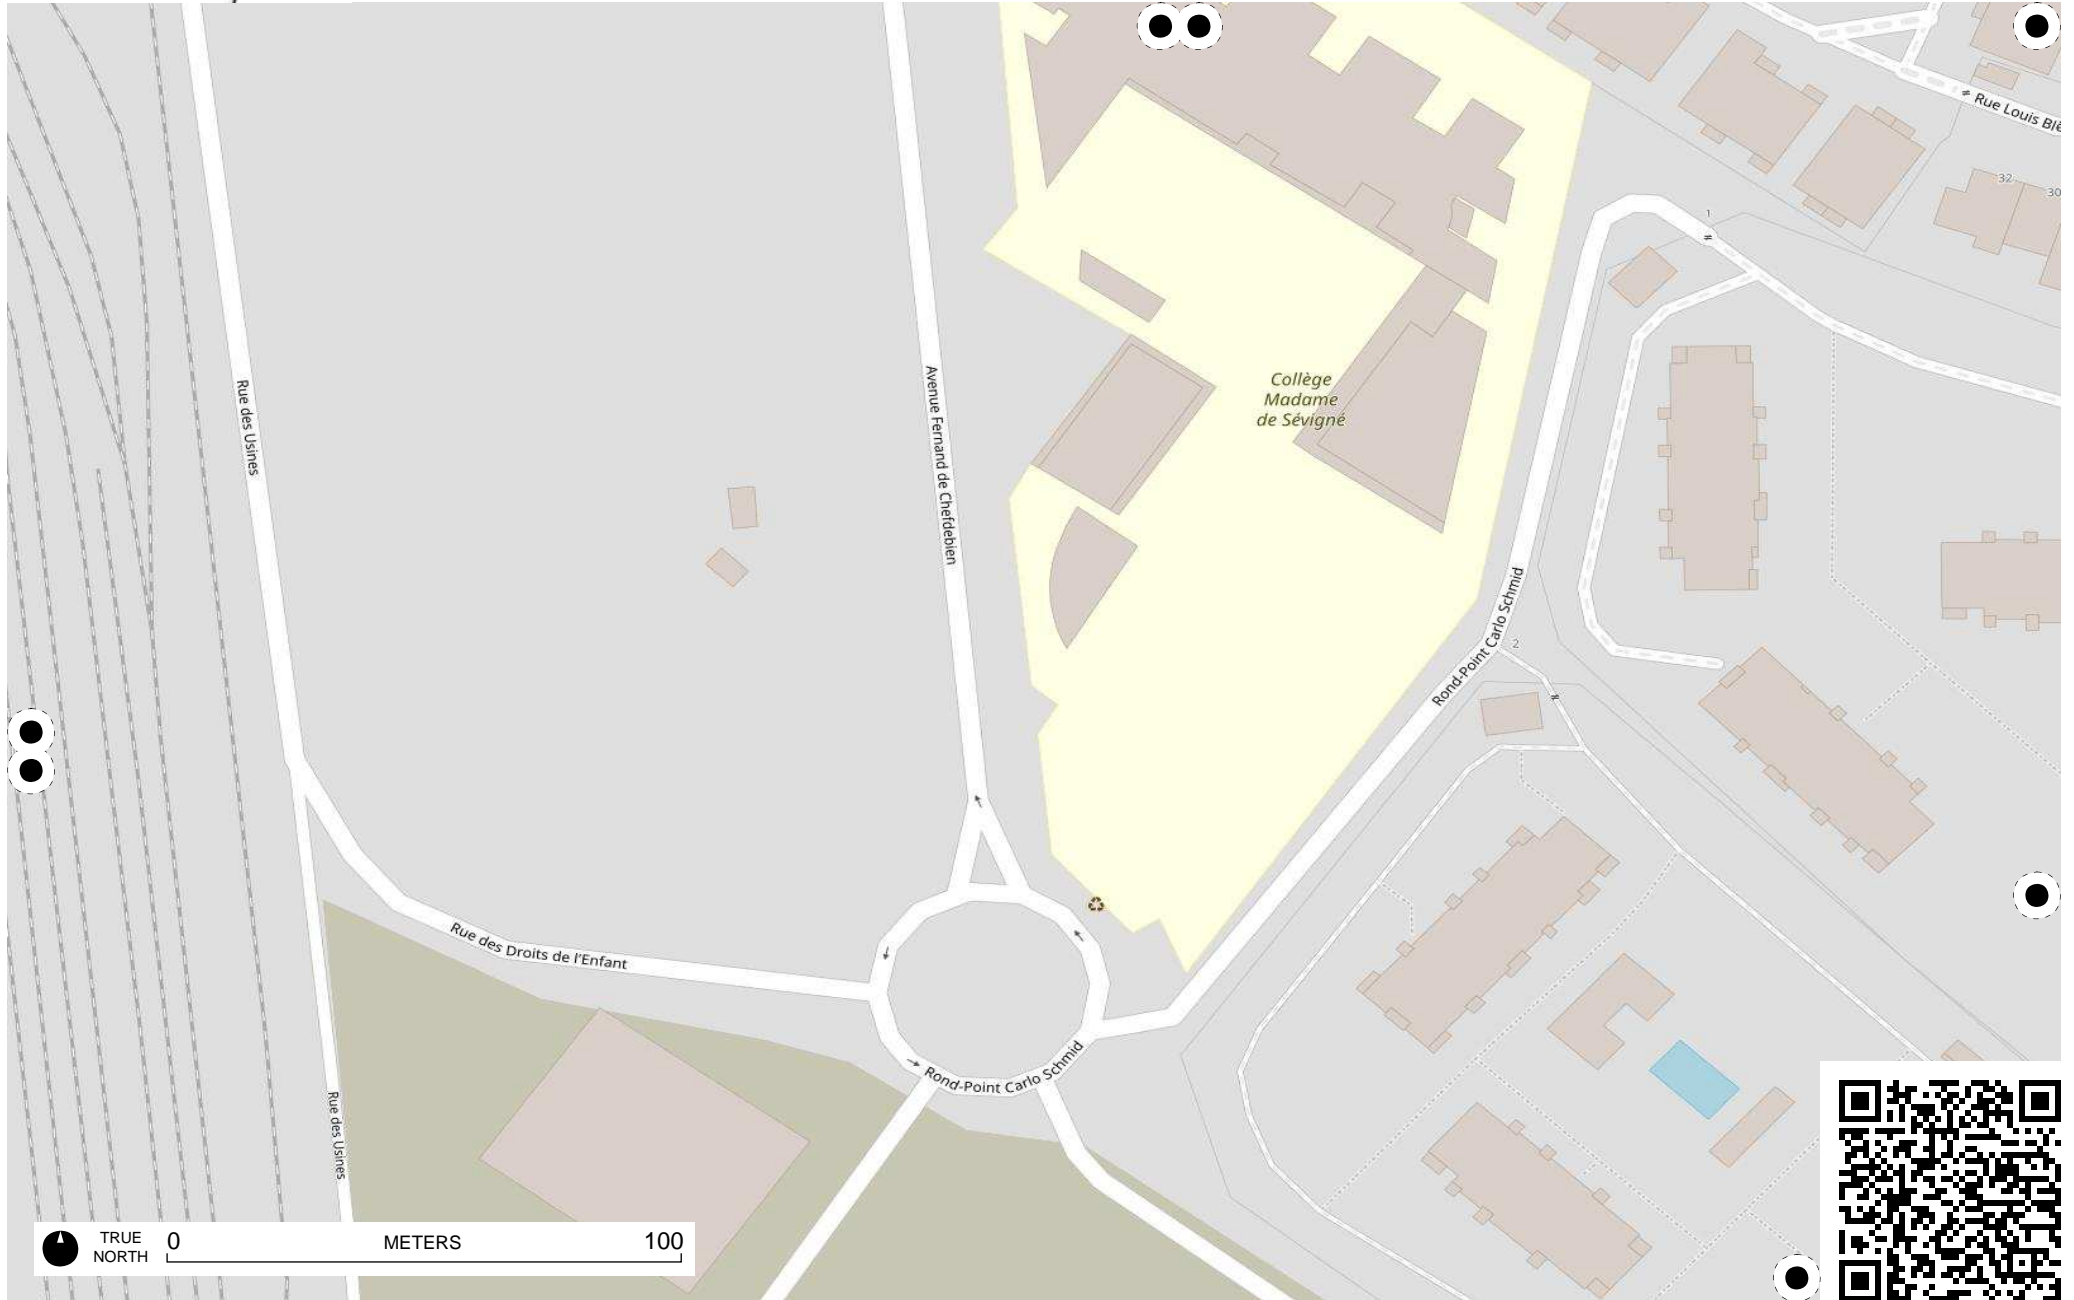 Rue Louis Blé
32
30
1
Rue des Usines
Avenue Fernand de Chefdebien
Collège
Madame
de Sévigné
Rond-Point Carlo Schmid
2
Rue des Droits de l'Enfant
Rond-Point Carlo Schmid
Rue des Usines
TRUE
NORTH
0
METERS
100